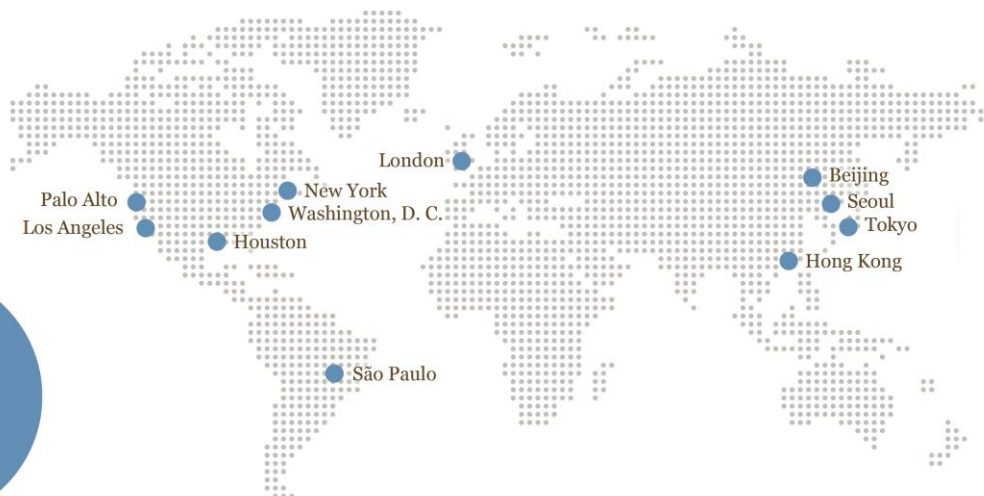 London
Beijing
Palo Alto
New York
Seoul
Washington, D. C.
Los Angeles
Tokyo
Houston
Hong Kong
São Paulo